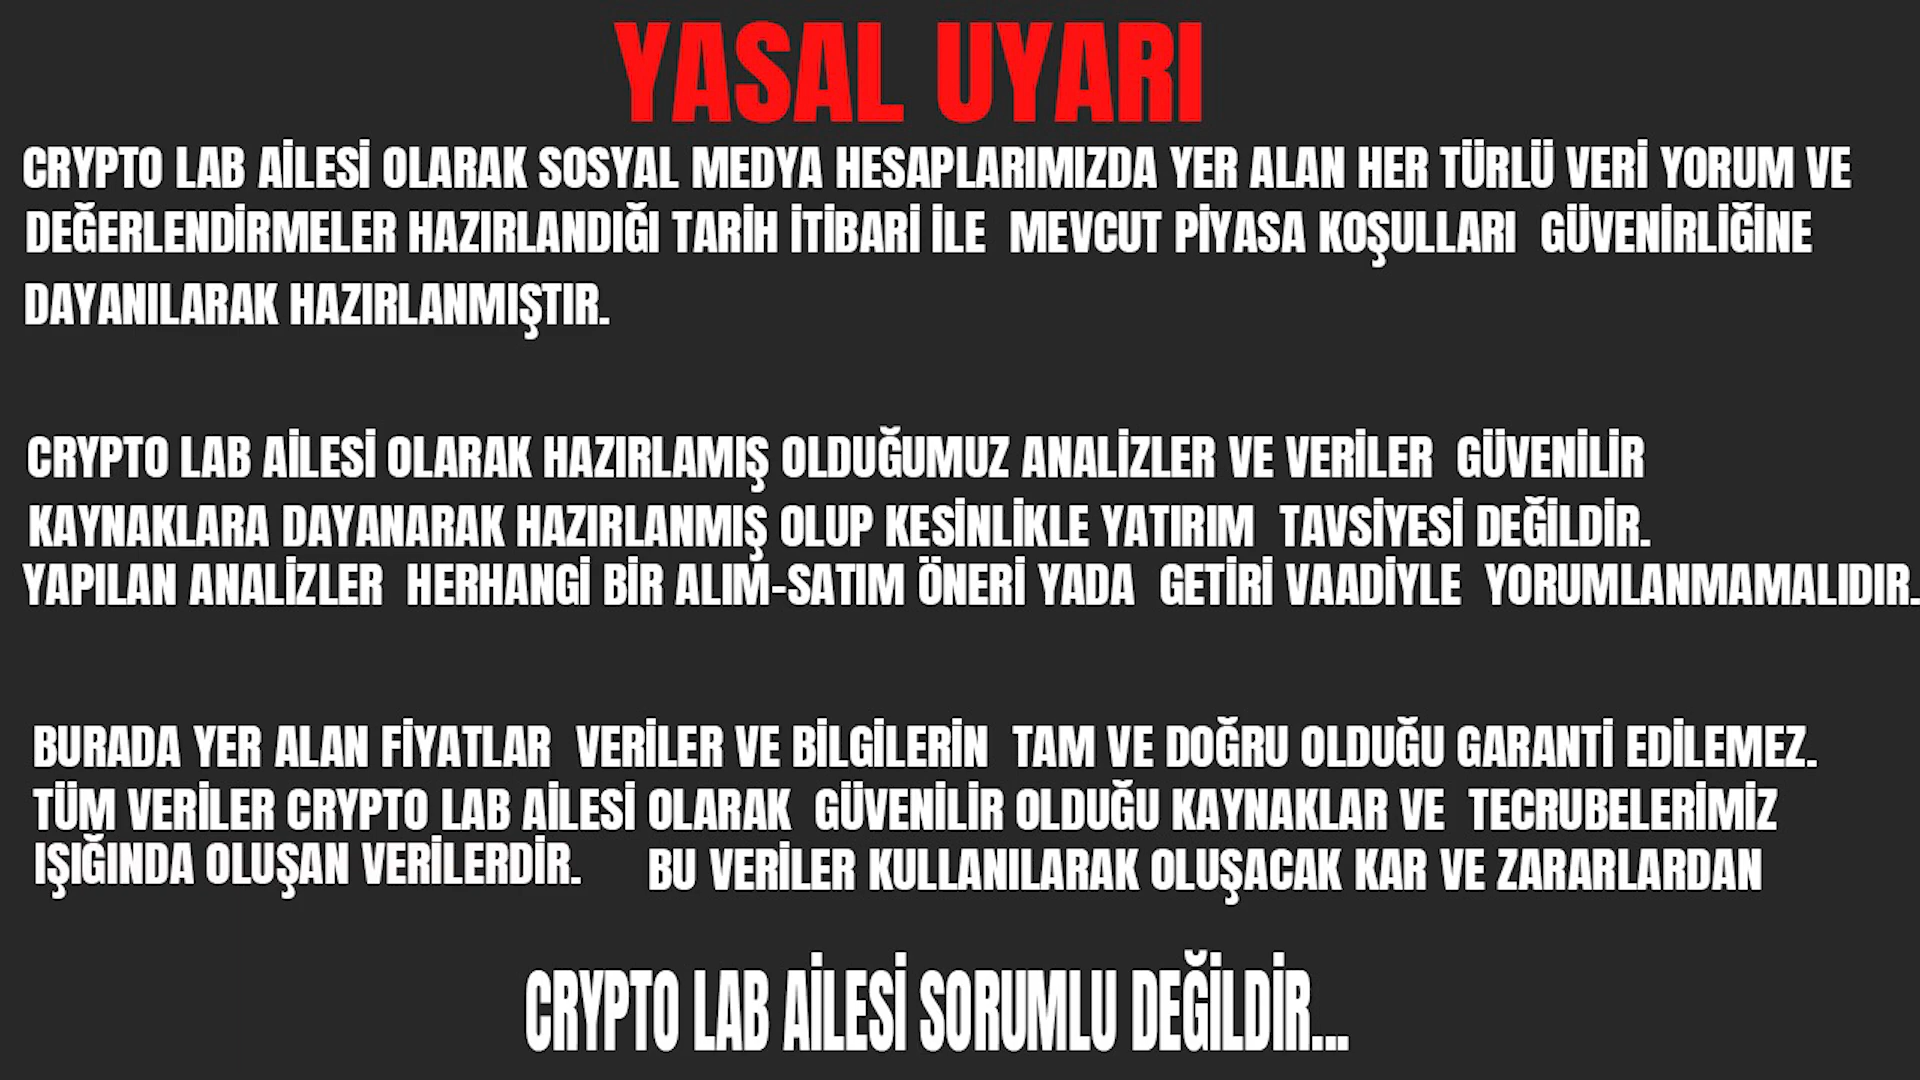 YASAL UYARI
CRYPTO LAB AİLESİ OLARAK SOSYAL MEDYA HESAPLARIMIZDA YER ALAN HER TÜRLÜ VERİ YORUM VE
DEĞERLENDİRMELER HAZIRLANDIĞI TARİH İTİBARİ İLE MEVCUT PİYASA KOŞULLARI GÜVENİRLİĞİNE
DAYANILARAK HAZIRLANMIŞTIR.
CRYPTO LAB AİLESİ OLARAK HAZIRLAMIŞ OLDUĞUMUZ ANALİZLER VE VERİLER GÜVENİLİR
KAYNAKLARA DAYANARAK HAZIRLANMIŞ OLUP KESİNLİKLE YATIRIM TAVSİYESİ DEĞİLDİR.
YAPILAN ANALİZLER HERHANGİ BİR ALIM-SATIM ÖNERİ YADA GETİRİ VAADİYLE YORUMLANMAMALIDIR.
BURADA YER ALAN FİYATLAR VERİLER VE BİLGİLERİN TAM VE DOĞRU OLDUĞU GARANTİ EDİLEMEZ.
TÜM VERİLER CRYPTO LAB AİLESİ OLARAK GÜVENİLİR OLDUĞU KAYNAKLAR VE TECRUBELERİMİZ
IŞIĞINDA OLUŞAN VERİLERDİR. BU VERİLER KULLANILARAK OLUŞACAK KAR VE ZARARLARDAN
CRYPTO LAB AİLESİ SORUMLU DEĞİLDİR...